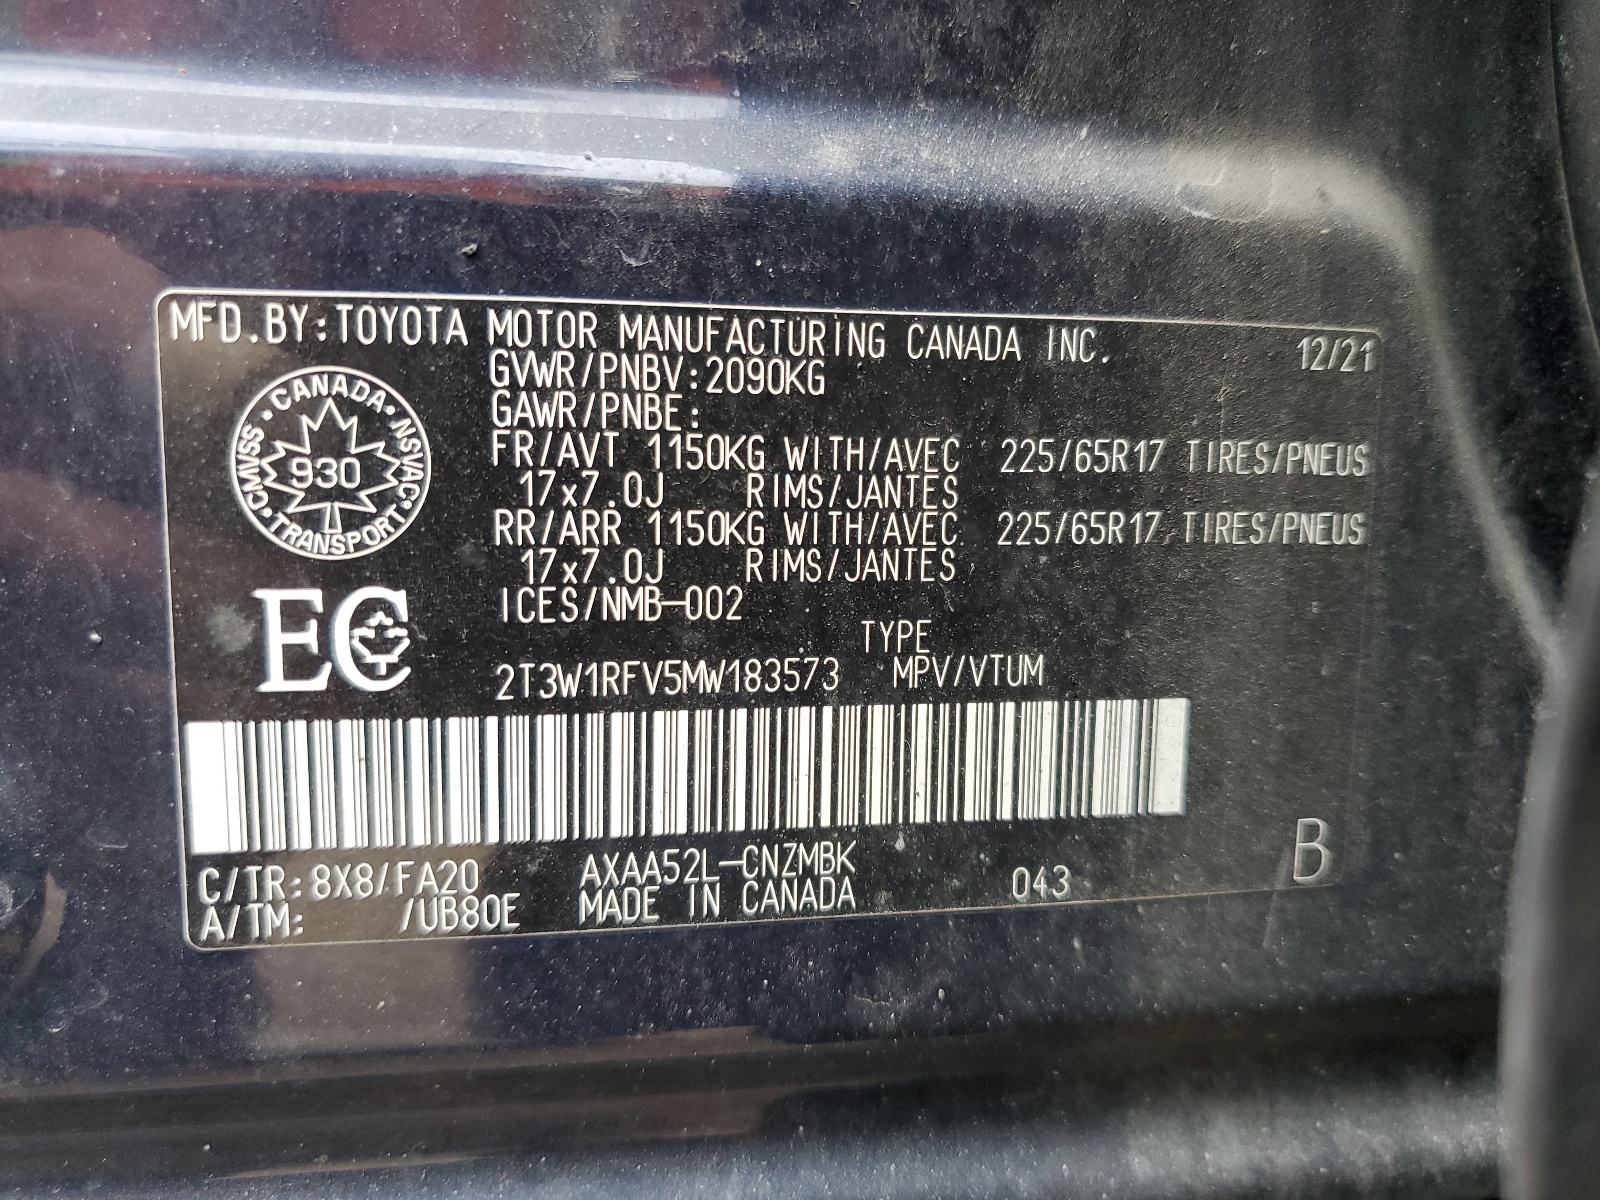 MFD.BY:TOYOTA MOTOR MANUFACTURING CANADA INC. 12/21
GVWR/PNBV:2090KG
GAWR/PNBE:
FR/AVT 1150KG WITH/AVEC 225/65R17 TIRES/PNEUS
17x7.0J RIMS/JANTES
RR/ARR 1150KG WITH/AVEC 225/65R17 TIRES/PNEUS
17x7.0J RIMS/JANTES
ICES/NMB-002
CANADA • NSVAC • TRANSPORT • CMVSS •
930
EC
TYPE
2T3W1RFV5MW183573 MPV/VTUM
C/TR:8X8/FA20 AXAA52L-CNZMBK 043 B
A/TM: /UB80E MADE IN CANADA